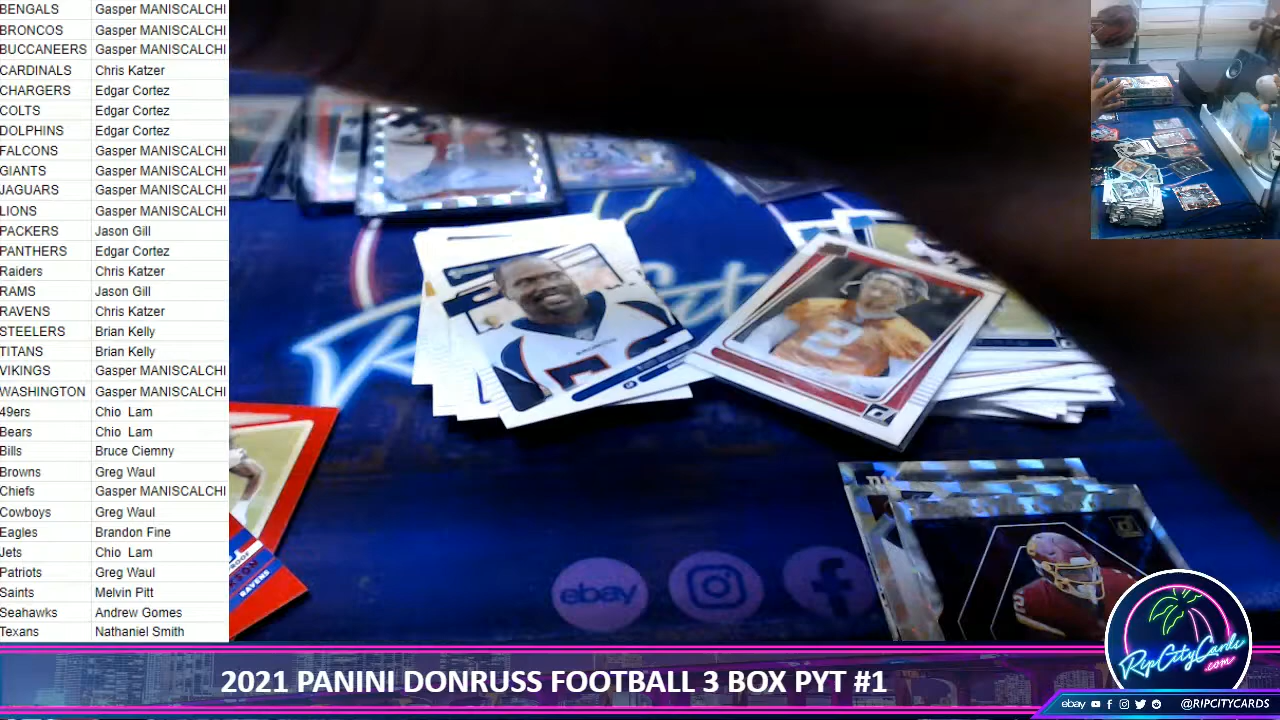 BENGALS Gasper MANISCALCHI
BRONCOS Gasper MANISCALCHI
BUCCANEERS Gasper MANISCALCHI
CARDINALS Chris Katzer
CHARGERS Edgar Cortez
COLTS Edgar Cortez
DOLPHINS Edgar Cortez
FALCONS Gasper MANISCALCHI
GIANTS Gasper MANISCALCHI
JAGUARS Gasper MANISCALCHI
LIONS Gasper MANISCALCHI
PACKERS Jason Gill
PANTHERS Edgar Cortez
Raiders Chris Katzer
RAMS Jason Gill
RAVENS Chris Katzer
STEELERS Brian Kelly
TITANS Brian Kelly
VIKINGS Gasper MANISCALCHI
WASHINGTON Gasper MANISCALCHI
49ers Chio Lam
Bears Chio Lam
Bills Bruce Ciemny
Browns Greg Waul
Chiefs Gasper MANISCALCHI
Cowboys Greg Waul
Eagles Brandon Fine
Jets Chio Lam
Patriots Greg Waul
Saints Melvin Pitt
Seahawks Andrew Gomes
Texans Nathaniel Smith
RAVENS
ebay
RipCityCards
.com
2021 PANINI DONRUSS FOOTBALL 3 BOX PYT #1
ebay @RIPCITYCARDS